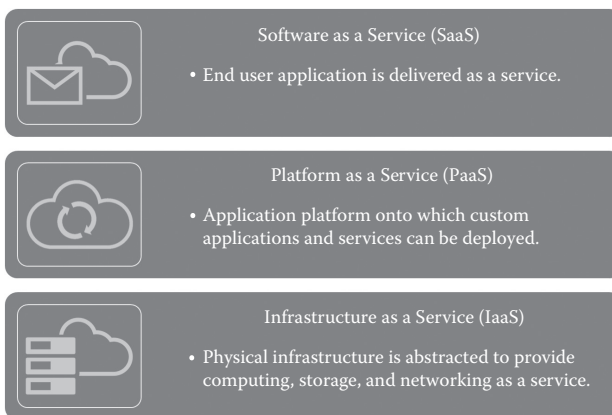 Software as a Service (SaaS)
• End user application is delivered as a service.
Platform as a Service (PaaS)
• Application platform onto which custom
applications and services can be deployed.
Infrastructure as a Service (IaaS)
• Physical infrastructure is abstracted to provide
computing, storage, and networking as a service.